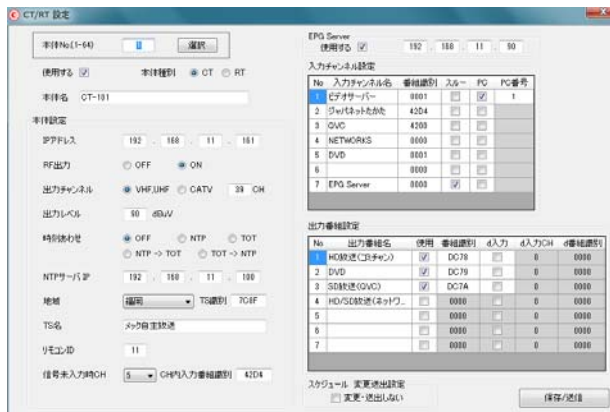 CT/RT 設定
本体No.(1-64) 選択
使用する 本体種別 CT RT
本体名 CT-101
本体設定
IPアドレス 192 . 168 . 11 . 161
RF出力 OFF ON
出力チャンネル VHF,UHF CATV 39 CH
出力レベル 90 dBuV
時刻あわせ OFF NTP TOT
NTP -> TOT TOT -> NTP
NTPサーバ IP 192 . 168 . 11 . 100
地域 福岡 TS識別 7C0F
TS名 メック自主放送
リモコンID 11
信号未入力時CH 5 CH内入力番組識別 42D4
EPG Server
使用する 192 . 168 . 11 . 90
入力チャンネル設定
No 入力チャンネル名 番組識別 スルー PC PC番号
1 ビデオサーバー 0001 1
2 ジャパネットたかた 42D4
3 QVC 4200
4 NETWORKS 0000
5 DVD 0001
6 0000
7 EPG Server 0000
出力番組設定
No 出力番組名 使用 番組識別 d入力 d入力CH d番組識別
1 HD放送(コミチャン) DC78 0 0000
2 DVD DC79 0 0000
3 SD放送(QVC) DC7A 0 0000
4 HD/SD放送(ネットワ... 0000 0 0000
5 0000 0 0000
6 0000 0 0000
7 0000 0 0000
スケジュール 変更送出設定
変更・送出しない 保存/送信